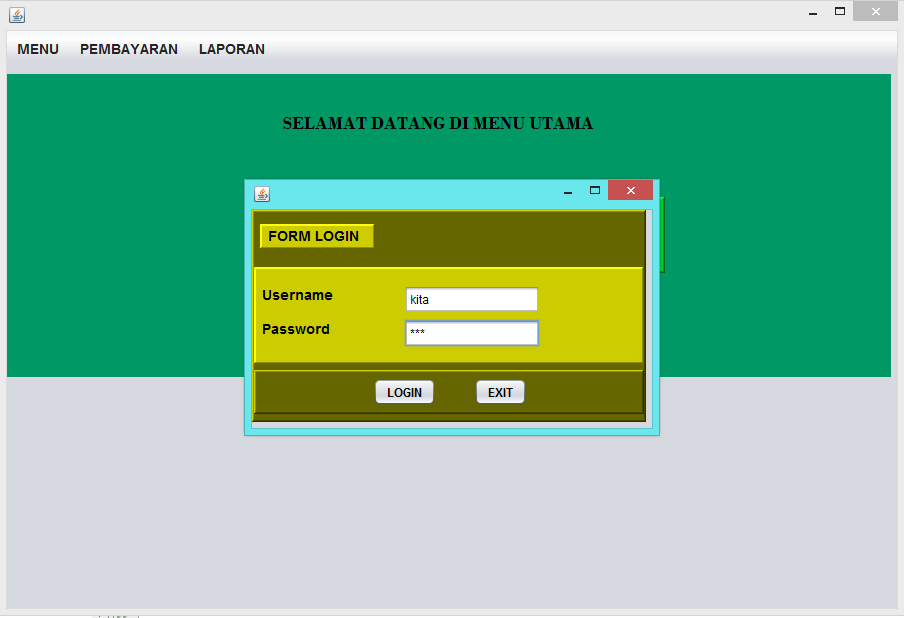 MENU PEMBAYARAN LAPORAN
SELAMAT DATANG DI MENU UTAMA
FORM LOGIN
Username kita
Password ***
LOGIN EXIT